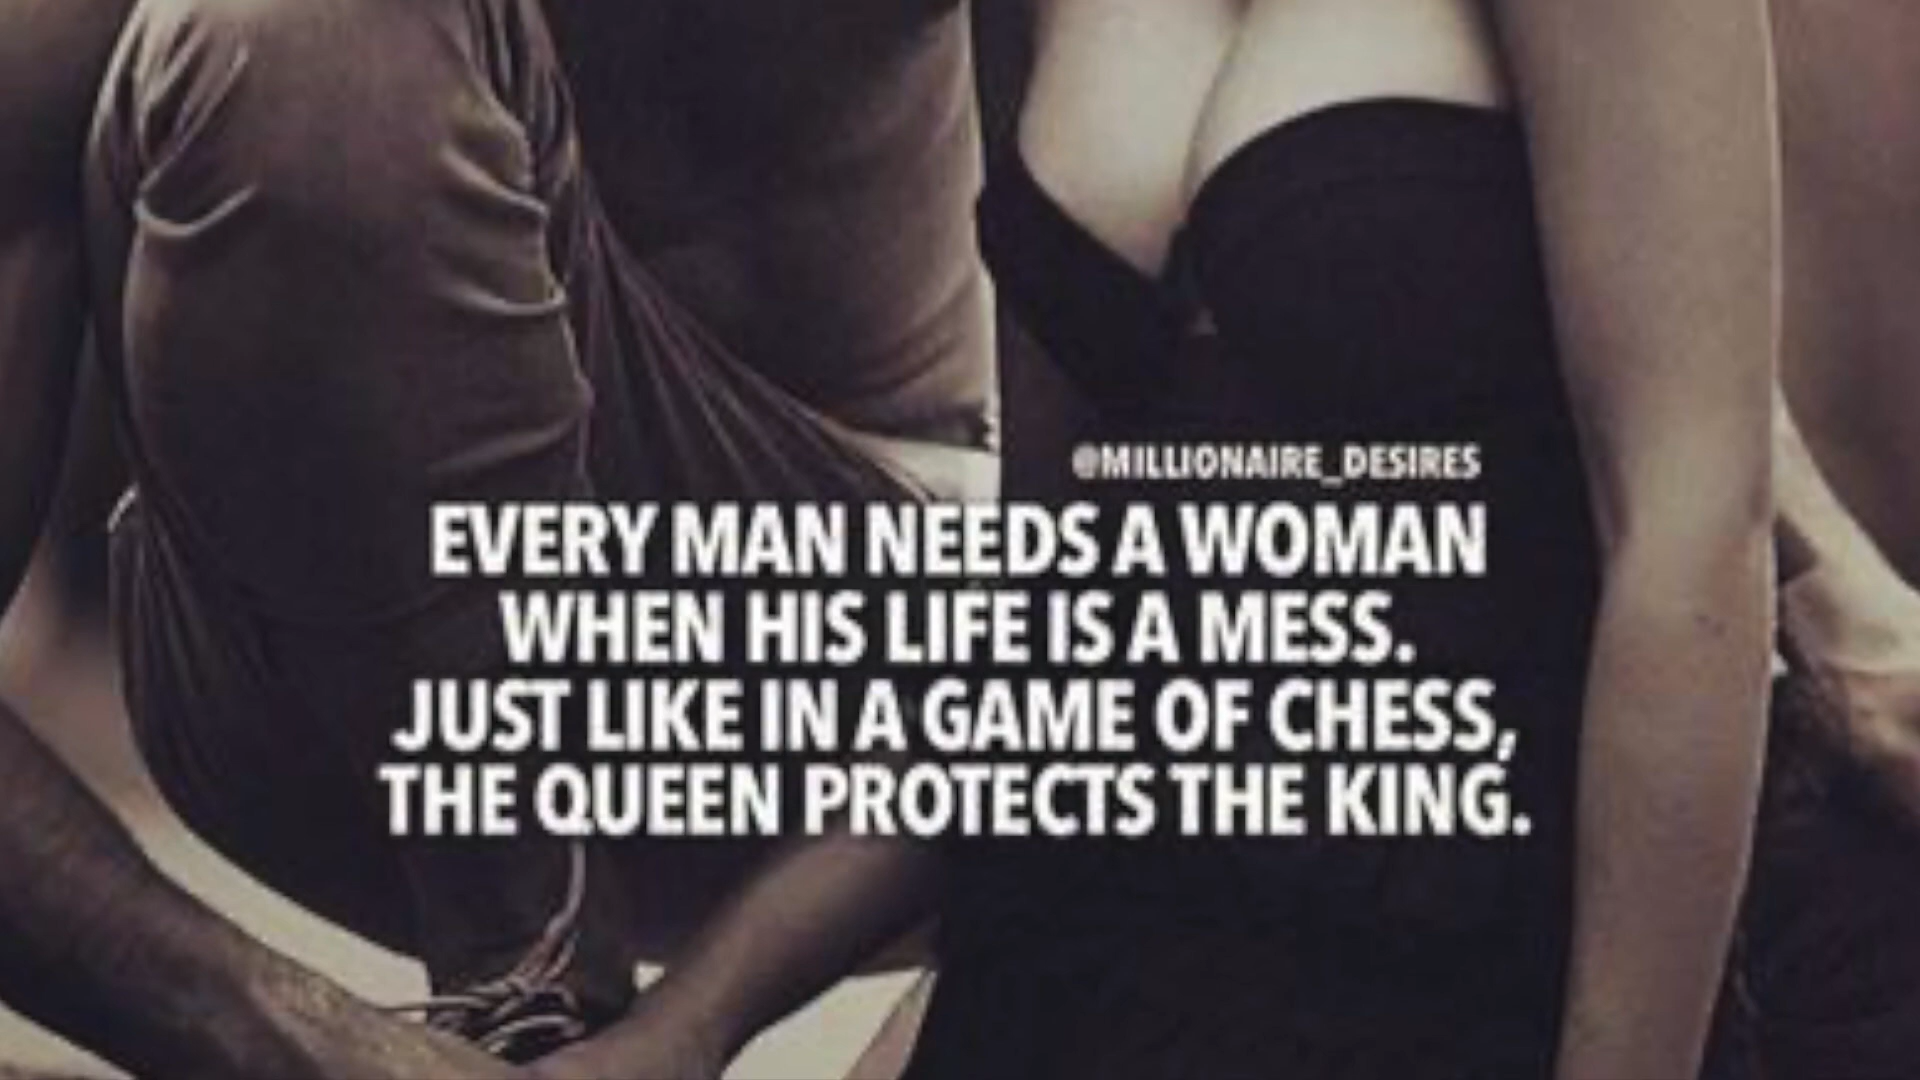 @MILLIONAIRE_DESIRES
EVERY MAN NEEDS A WOMAN
WHEN HIS LIFE IS A MESS.
JUST LIKE IN A GAME OF CHESS,
THE QUEEN PROTECTS THE KING.